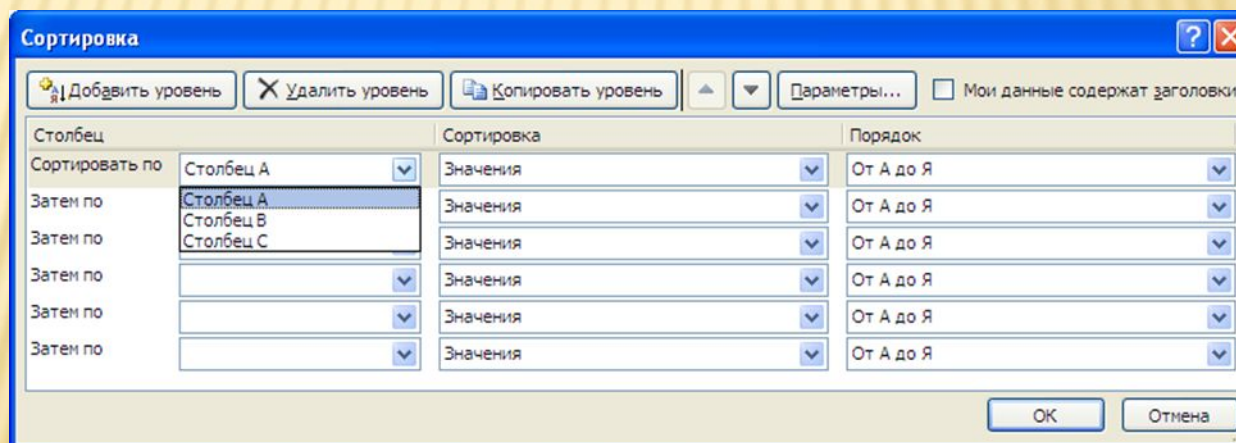 Сортировка
Добавить уровень Удалить уровень Копировать уровень Параметры... Мои данные содержат заголовки
Столбец Сортировка Порядок
Сортировать по Столбец A Значения От А до Я
Затем по Столбец A Значения От А до Я
Столбец B
Затем по Столбец C Значения От А до Я
Затем по Значения От А до Я
Затем по Значения От А до Я
Затем по Значения От А до Я
ОК Отмена